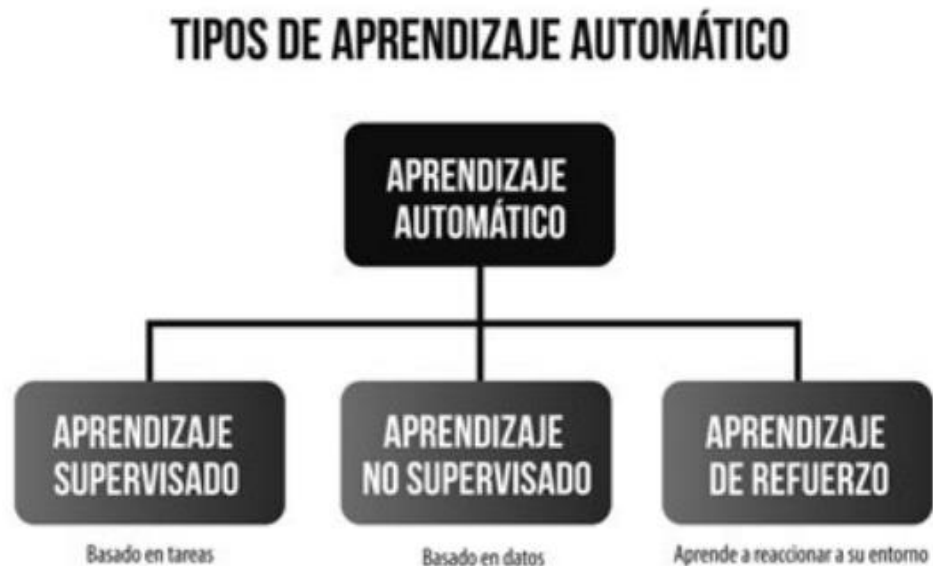 TIPOS DE APRENDIZAJE AUTOMÁTICO
APRENDIZAJE
AUTOMÁTICO
APRENDIZAJE
SUPERVISADO
APRENDIZAJE
NO SUPERVISADO
APRENDIZAJE
DE REFUERZO
Basado en tareas
Basado en datos
Aprende a reaccionar a su entorno